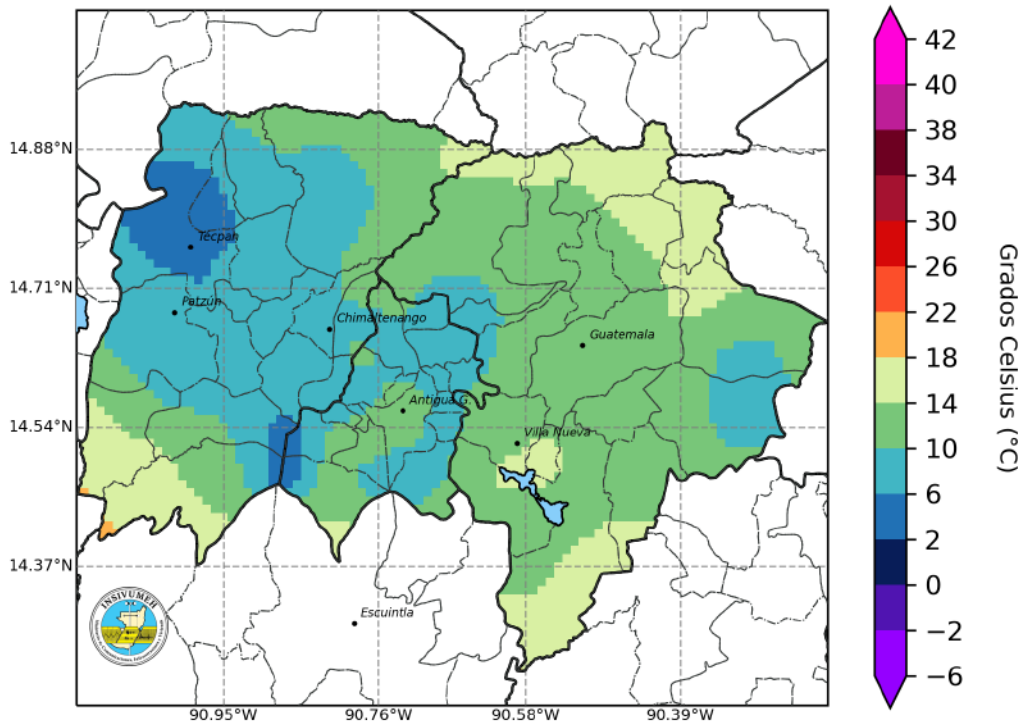 42
40
38
34
30
26
22
18
14
10
6
2
0
−2
−6
Grados Celsius (°C)
14.88°N
14.71°N
14.54°N
14.37°N
Tecpán
Patzún
Chimaltenango
Guatemala
Antigua G.
Villa Nueva
Escuintla
INSIVUMEH
90.95°W
90.76°W
90.58°W
90.39°W